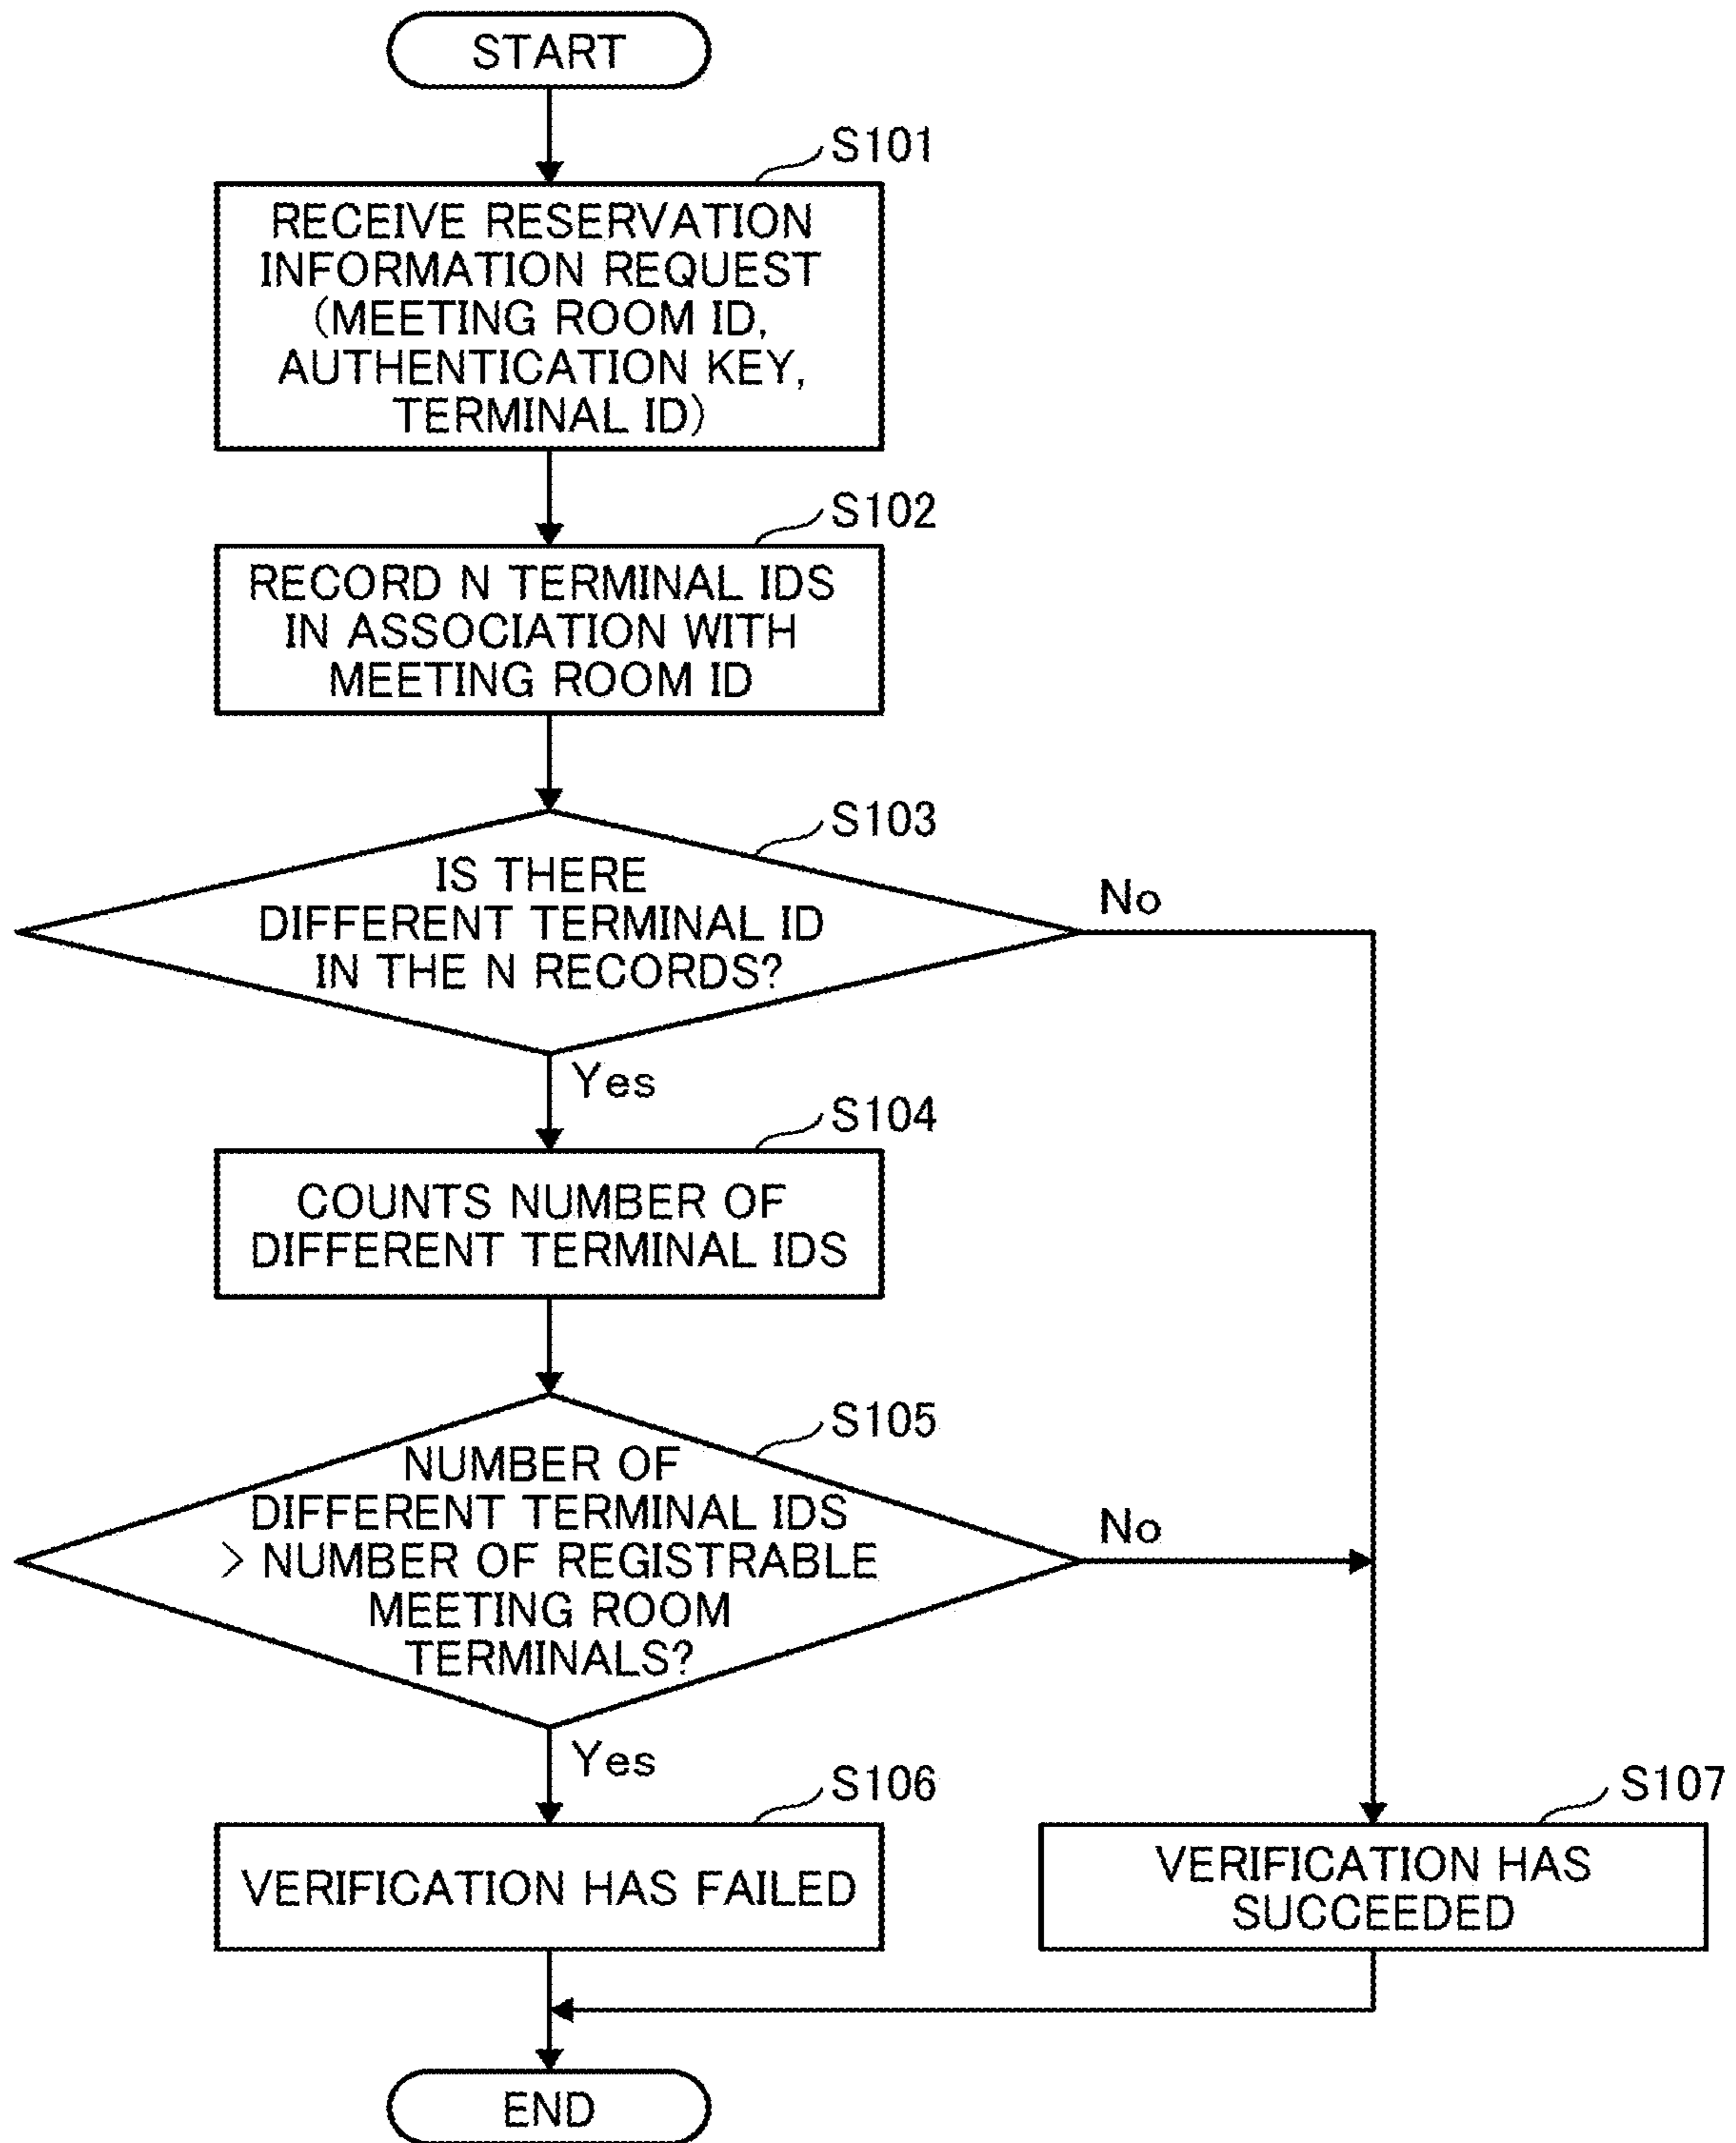 START
S101
RECEIVE RESERVATION
INFORMATION REQUEST
(MEETING ROOM ID,
AUTHENTICATION KEY,
TERMINAL ID)
S102
RECORD N TERMINAL IDS
IN ASSOCIATION WITH
MEETING ROOM ID
S103
IS THERE
DIFFERENT TERMINAL ID
IN THE N RECORDS?
No
Yes
S104
COUNTS NUMBER OF
DIFFERENT TERMINAL IDS
S105
NUMBER OF
DIFFERENT TERMINAL IDS
> NUMBER OF REGISTRABLE
MEETING ROOM
TERMINALS?
No
Yes
S106
VERIFICATION HAS FAILED
S107
VERIFICATION HAS
SUCCEEDED
END